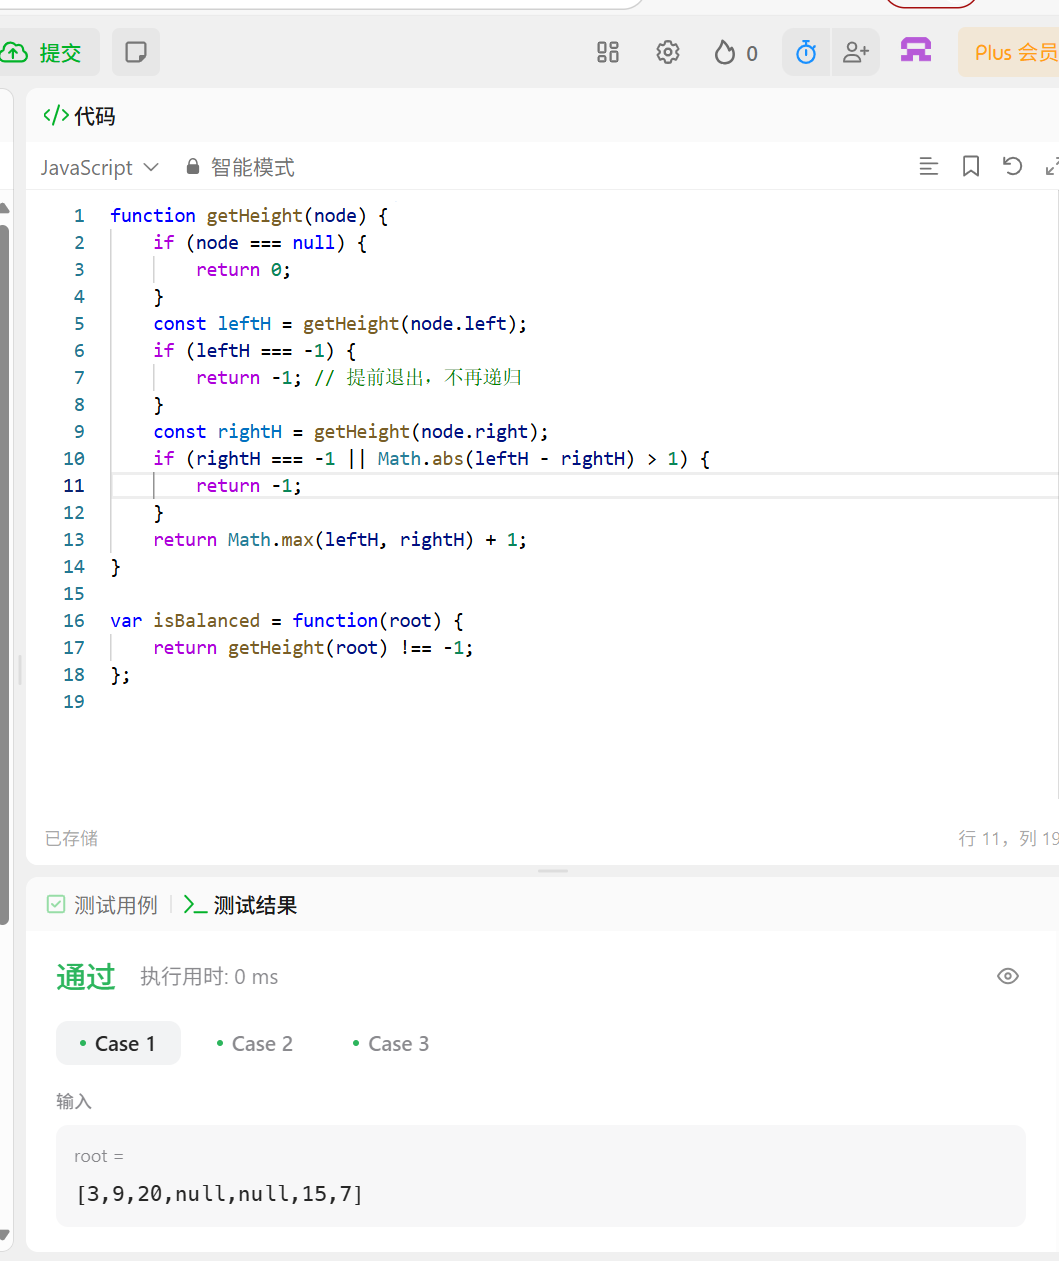 提交
0
Plus 会员
</> 代码
JavaScript 智能模式
1 function getHeight(node) {
2     if (node === null) {
3         return 0;
4     }
5     const leftH = getHeight(node.left);
6     if (leftH === -1) {
7         return -1; // 提前退出，不再递归
8     }
9     const rightH = getHeight(node.right);
10     if (rightH === -1 || Math.abs(leftH - rightH) > 1) {
11         return -1;
12     }
13     return Math.max(leftH, rightH) + 1;
14 }
15
16 var isBalanced = function(root) {
17     return getHeight(root) !== -1;
18 };
19
已存储
行 11，列 19
测试用例
测试结果
通过 执行用时: 0 ms
Case 1 Case 2 Case 3
输入
root =
[3,9,20,null,null,15,7]